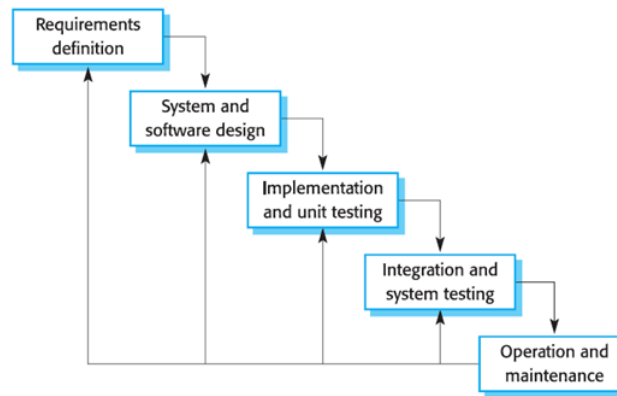 Requirements
definition
System and
software design
Implementation
and unit testing
Integration and
system testing
Operation and
maintenance